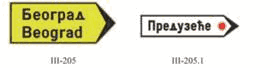 Београд
Beograd
Предузеће
III-205
III-205.1